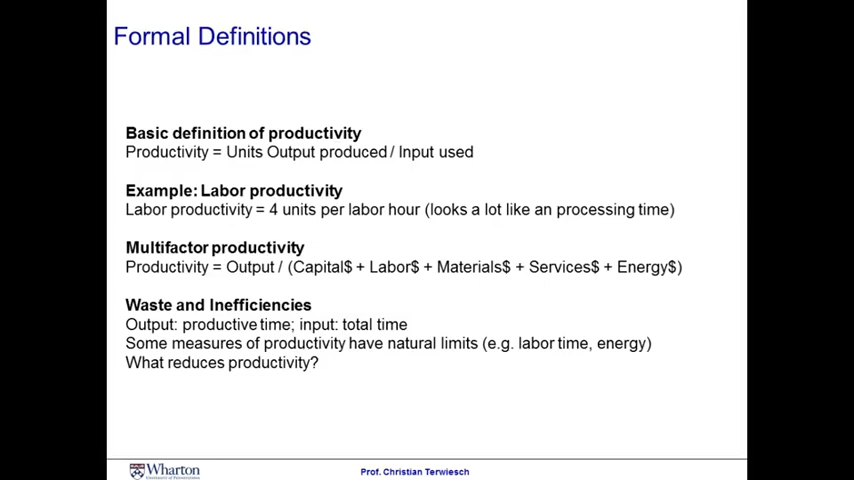 Formal Definitions
Basic definition of productivity
Productivity = Units Output produced / Input used
Example: Labor productivity
Labor productivity = 4 units per labor hour (looks a lot like an processing time)
Multifactor productivity
Productivity = Output / (Capital$ + Labor$ + Materials$ + Services$ + Energy$)
Waste and Inefficiencies
Output: productive time; input: total time
Some measures of productivity have natural limits (e.g. labor time, energy)
What reduces productivity?
Wharton
University of Pennsylvania
Prof. Christian Terwiesch